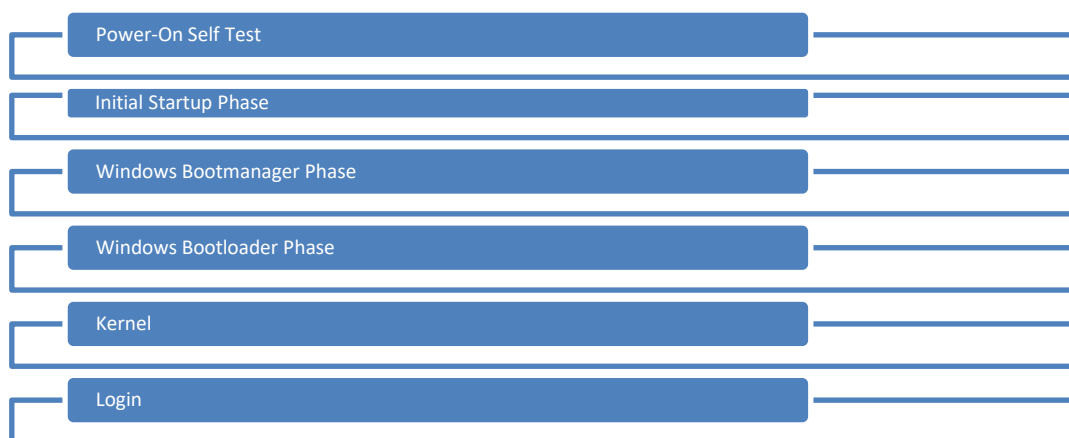 Power-On Self Test
Initial Startup Phase
Windows Bootmanager Phase
Windows Bootloader Phase
Kernel
Login